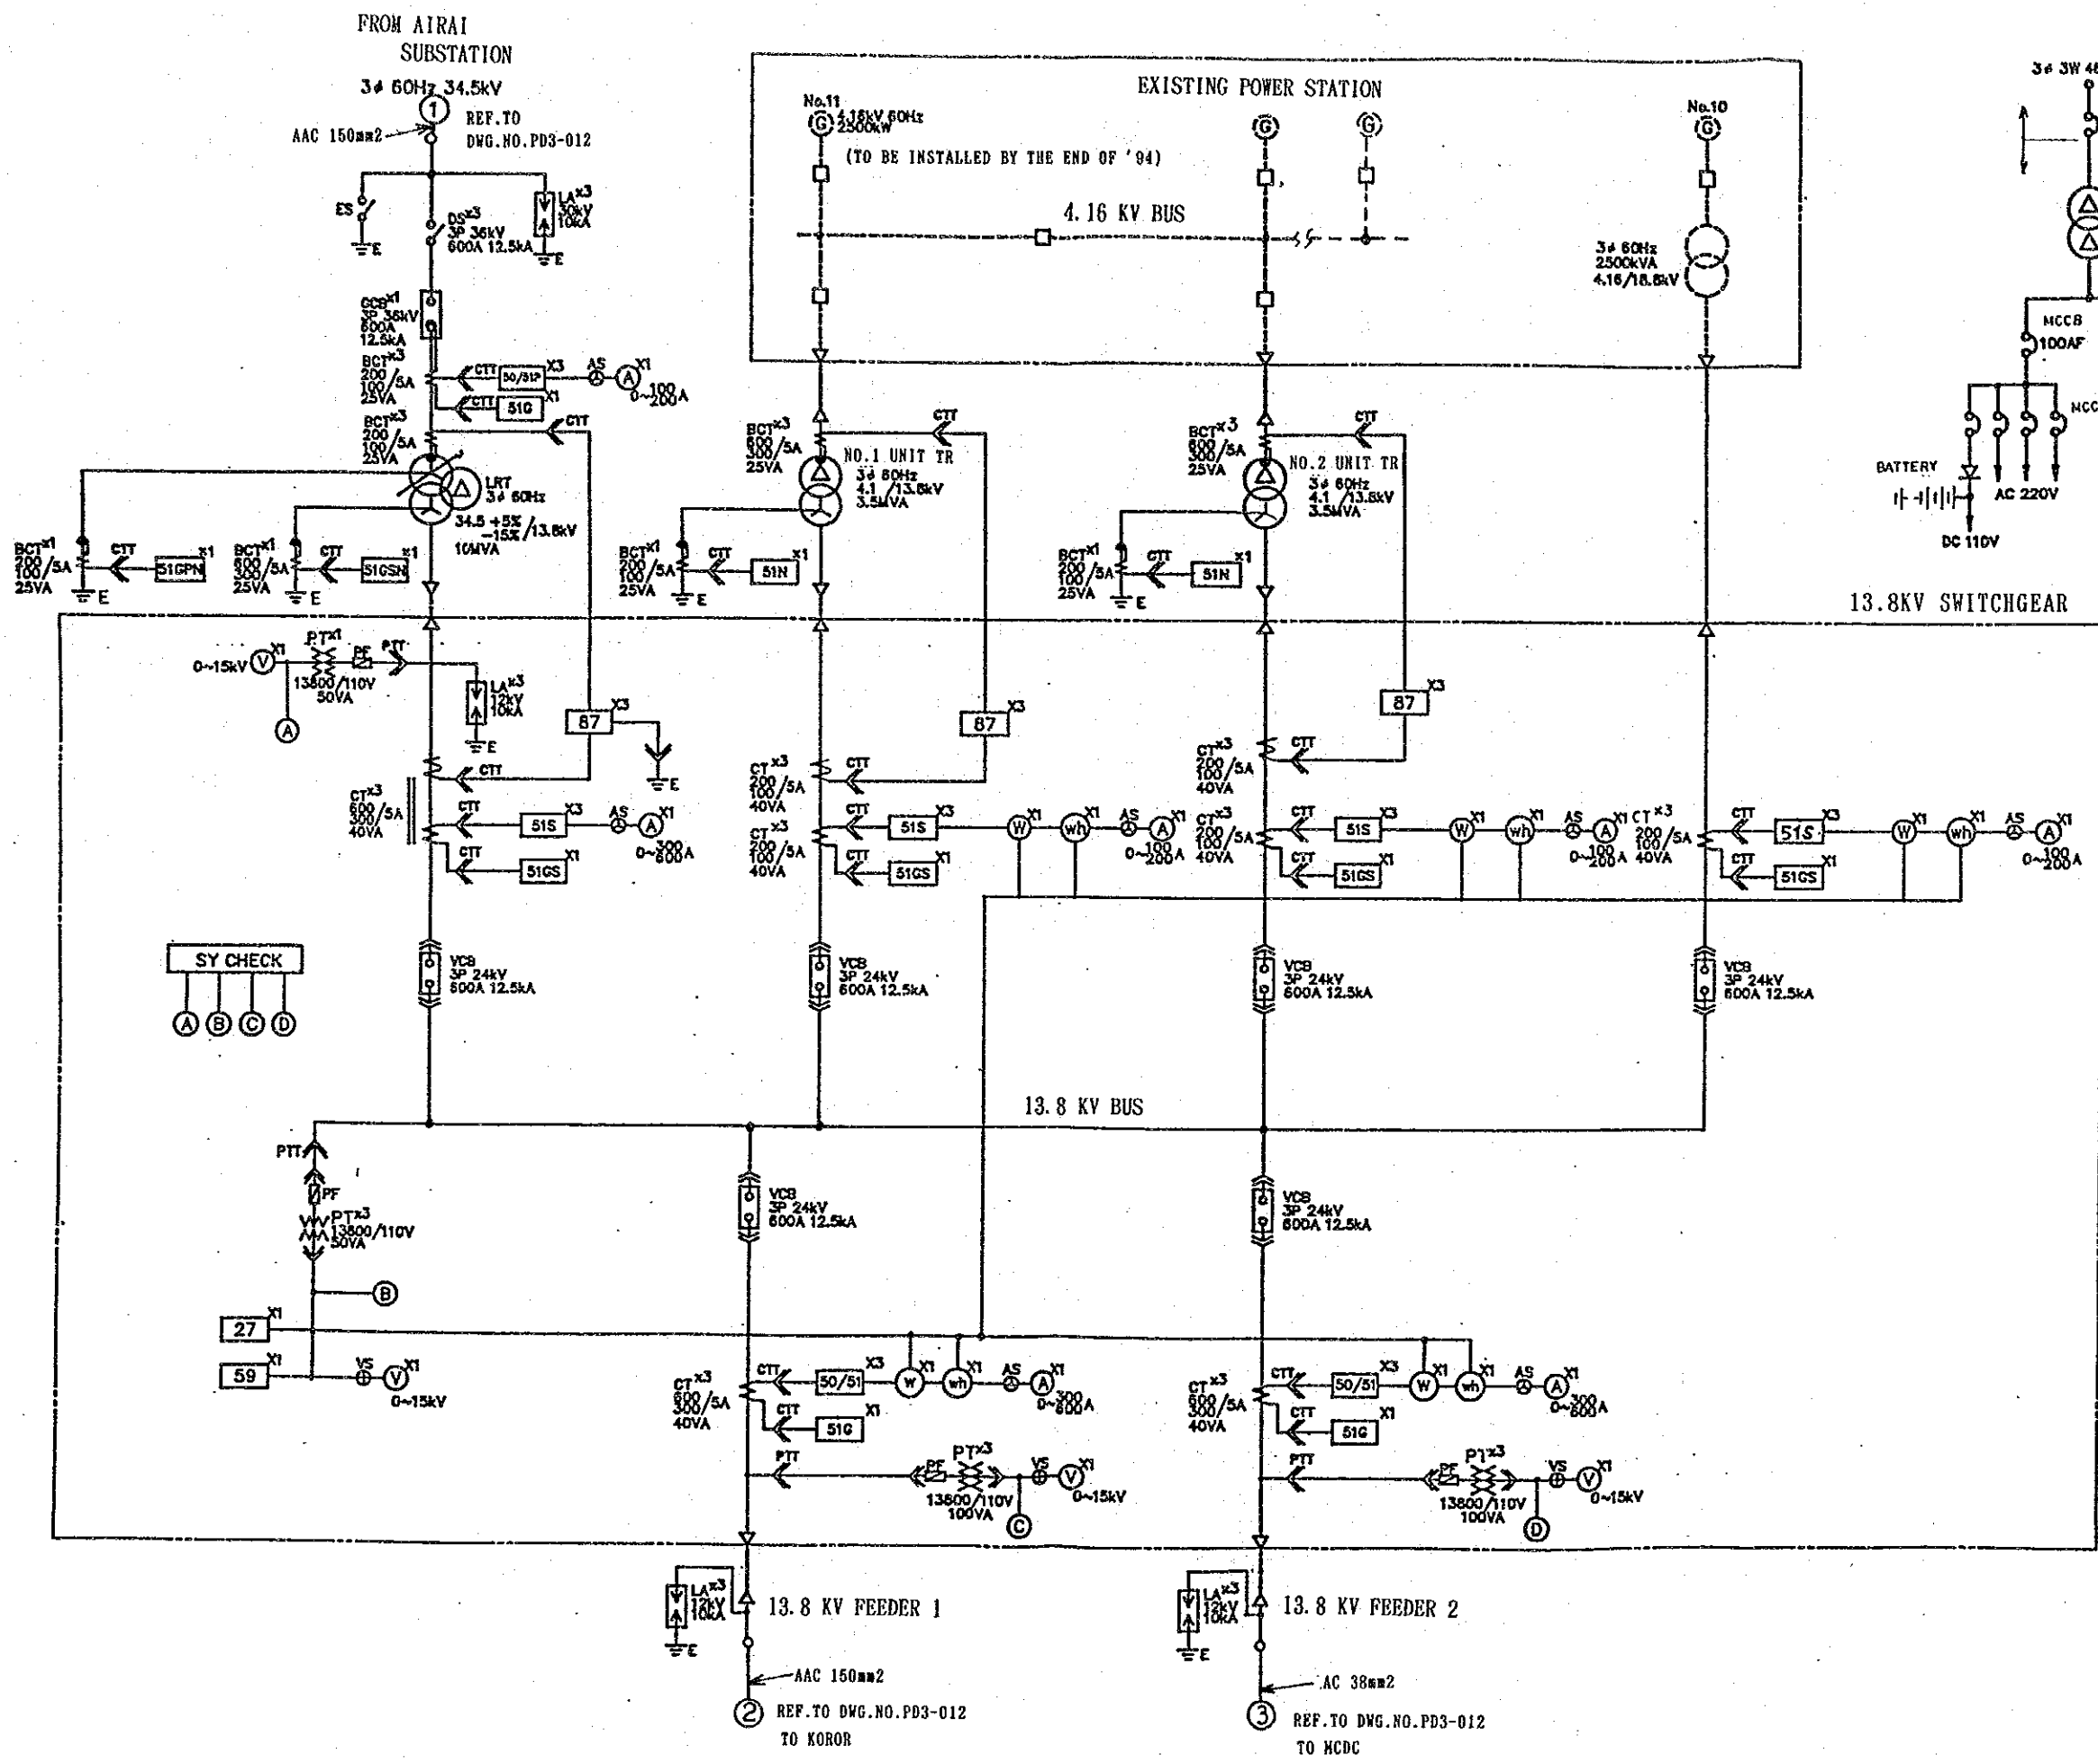 FROM AIRAI
SUBSTATION
3φ 60Hz 34.5kV
1
REF.TO
DWG.NO.PD3-012
AAC 150mm2
ES
E
DS x3
3P 36kV
600A 12.5kA
LA x3
30kV
10kA
E
GCB x1
3P 36kV
600A
12.5kA
BCT x3
200
100/5A
25VA
CTT
50/51P
X3
AS
A
X1
0~100
200A
CTT
51G
X1
BCT x3
200
100/5A
25VA
CTT
LRT
3φ 60Hz
34.5 +5%
-15%/13.8kV
10MVA
BCT x1
200
100/5A
25VA
CTT
51GPN
x1
E
BCT x1
600
300/5A
25VA
CTT
51GSN
x1
E
EXISTING POWER STATION
No.11
G
4.16kV 60Hz
2500kW
(TO BE INSTALLED BY THE END OF '94)
G
G
No.10
G
4.16 KV BUS
3φ 60Hz
2500kVA
BCT x3
600
300/5A
25VA
CTT
NO.1 UNIT TR
3φ 60Hz
4.1 /13.8kV
3.5MVA
BCT x1
200
100/5A
25VA
CTT
51N
x1
E
BCT x3
600
300/5A
25VA
CTT
NO.2 UNIT TR
3φ 60Hz
4.1 /13.8kV
3.5MVA
BCT x1
200
100/5A
25VA
CTT
51N
x1
E
MCCB
100AF
BATTERY
AC 220V
DC 110V
13.8KV SWITCHGEAR
0~15kV
V
X1
PT x1
PF
PTT
13800/110V
50VA
A
LA x3
12kV
10kA
E
87
X3
E
CTT
CT x3
600
300/5A
40VA
CTT
51S
X3
AS
A
X1
0~300
600A
CTT
51GS
X1
87
X3
CT x3
200
100/5A
40VA
CTT
CT x3
200
100/5A
40VA
CTT
51S
X3
W
X1
wh
X1
AS
A
X1
0~100
200A
CTT
51GS
X1
87
X3
CT x3
200
100/5A
40VA
CTT
CT x3
200
100/5A
40VA
CTT
51S
X3
W
X1
wh
X1
AS
A
X1
0~100
200A
CTT
51GS
X1
CT x3
200
100/5A
40VA
CTT
51S
X3
W
X1
wh
X1
AS
A
X1
0~100
200A
CTT
51GS
X1
SY CHECK
A B C D
VCB
3P 24kV
600A 12.5kA
VCB
3P 24kV
600A 12.5kA
VCB
3P 24kV
600A 12.5kA
VCB
3P 24kV
600A 12.5kA
13.8 KV BUS
PTT
PF
PT x3
13800/110V
50VA
B
27
X1
59
X1
VS
V
X1
0~15kV
VCB
3P 24kV
600A 12.5kA
VCB
3P 24kV
600A 12.5kA
CT x3
600
300/5A
40VA
CTT
50/51
X3
W
X1
wh
X1
AS
A
X1
0~300
600A
CTT
51G
X1
PTT
PF
PT x3
13800/110V
100VA
VS
V
X1
0~15kV
C
CT x3
600
300/5A
40VA
CTT
50/51
X3
W
X1
wh
X1
AS
A
X1
0~300
600A
CTT
51G
X1
PTT
PF
PT x3
13800/110V
100VA
VS
V
X1
0~15kV
D
LA x3
12kV
10kA
E
13.8 KV FEEDER 1
AAC 150mm2
2
REF.TO DWG.NO.PD3-012
TO KOROR
LA x3
12kV
10kA
E
13.8 KV FEEDER 2
AC 38mm2
3
REF.TO DWG.NO.PD3-012
TO MCDC